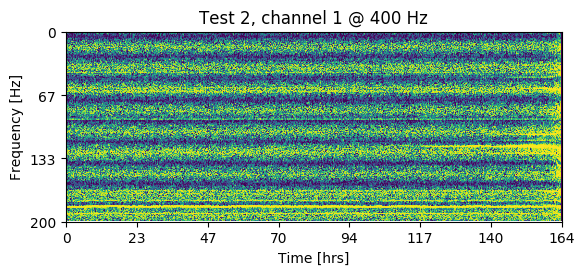 Test 2, channel 1 @ 400 Hz
Frequency [Hz]
0
67
133
200
0 23 47 70 94 117 140 164
Time [hrs]